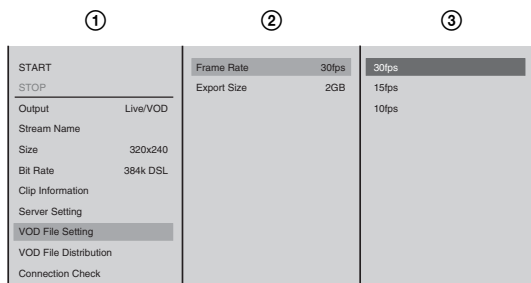 ① ② ③
START
STOP
Output Live/VOD
Stream Name
Size 320x240
Bit Rate 384k DSL
Clip Information
Server Setting
VOD File Setting
VOD File Distribution
Connection Check
Frame Rate 30fps
Export Size 2GB
30fps
15fps
10fps